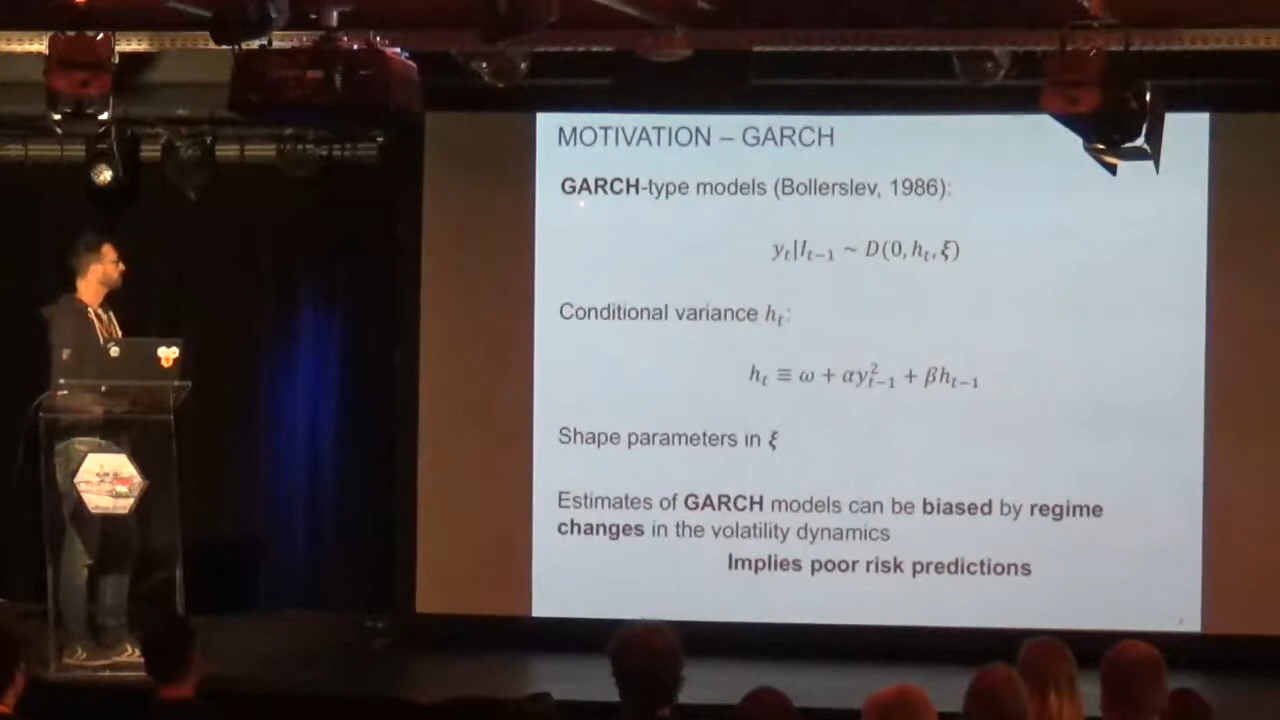 MOTIVATION – GARCH
GARCH-type models (Bollerslev, 1986):
y_t|I_{t−1} ~ D(0, h_t, ξ)
Conditional variance h_t:
h_t ≡ ω + αy²_{t−1} + βh_{t−1}
Shape parameters in ξ
Estimates of GARCH models can be biased by regime
changes in the volatility dynamics
Implies poor risk predictions